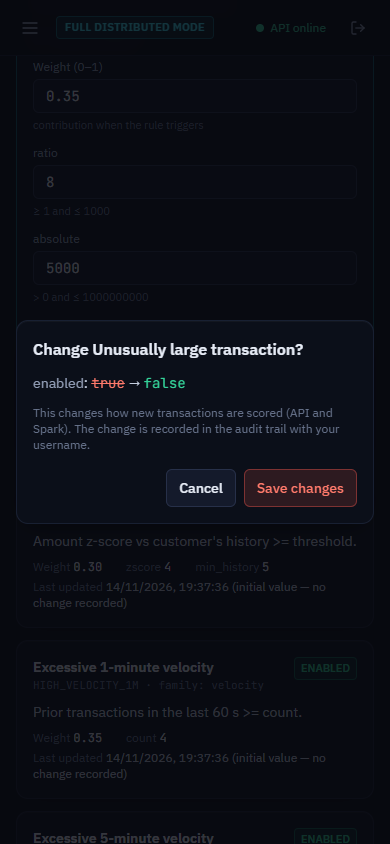 FULL DISTRIBUTED MODE
API online
Weight (0–1)
0.35
contribution when the rule triggers
ratio
8
≥ 1 and ≤ 1000
absolute
5000
> 0 and ≤ 1000000000
Change Unusually large transaction?
enabled: true → false
This changes how new transactions are scored (API and
Spark). The change is recorded in the audit trail with your
username.
Cancel
Save changes
Amount z-score vs customer's history >= threshold.
Weight 0.30 zscore 4 min_history 5
Last updated 14/11/2026, 19:37:36 (initial value — no
change recorded)
Excessive 1-minute velocity
ENABLED
HIGH_VELOCITY_1M · family: velocity
Prior transactions in the last 60 s >= count.
Weight 0.35 count 4
Last updated 14/11/2026, 19:37:36 (initial value — no
change recorded)
Excessive 5-minute velocity
ENABLED